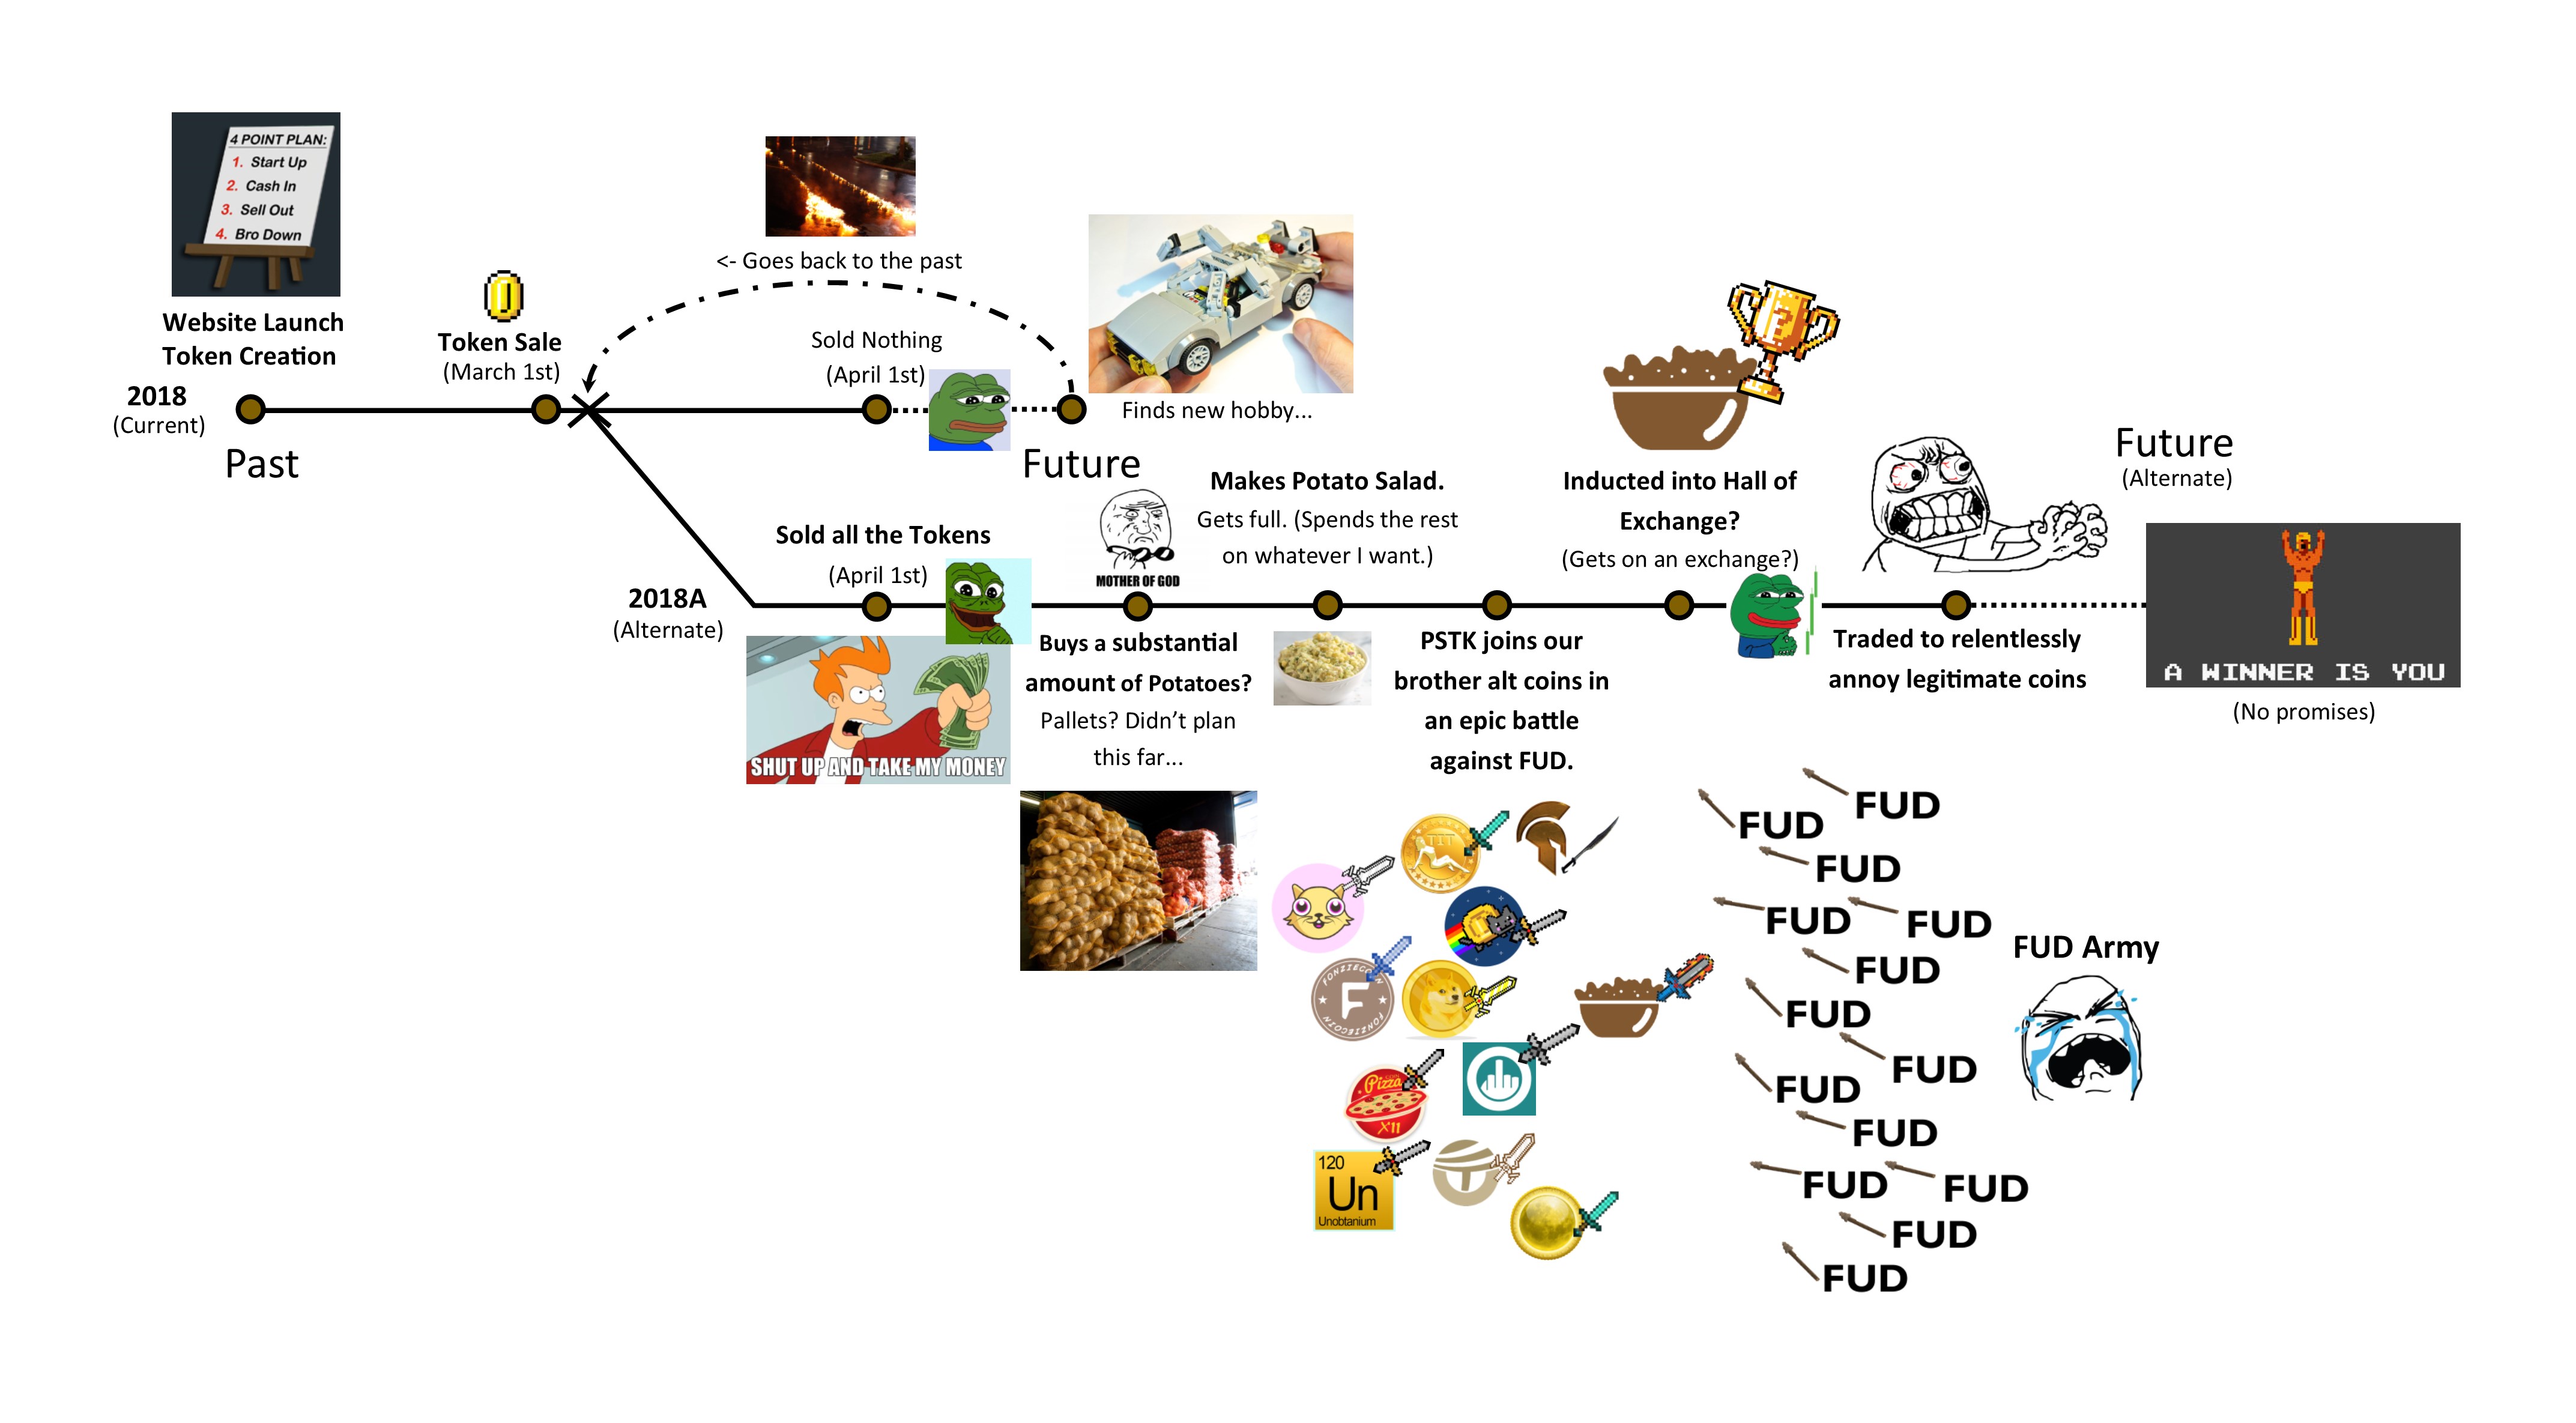 4 POINT PLAN:
1. Start Up
2. Cash In
3. Sell Out
4. Bro Down
Website Launch
Token Creation
2018
(Current)
Past
Token Sale
(March 1st)
<- Goes back to the past
Sold Nothing
(April 1st)
Finds new hobby...
Future
2018A
(Alternate)
Sold all the Tokens
(April 1st)
SHUT UP AND TAKE MY MONEY
MOTHER OF GOD
Buys a substantial
amount of Potatoes?
Pallets? Didn’t plan
this far...
Makes Potato Salad.
Gets full. (Spends the rest
on whatever I want.)
PSTK joins our
brother alt coins in
an epic battle
against FUD.
Inducted into Hall of
Exchange?
(Gets on an exchange?)
Traded to relentlessly
annoy legitimate coins
Future
(Alternate)
A WINNER IS YOU
(No promises)
TIT
FONZIECOIN
F
FONZIECOIN
Pizza
X11
120
Un
Unobtanium
FUD
FUD
FUD
FUD
FUD
FUD
FUD
FUD
FUD
FUD
FUD
FUD
FUD
FUD
FUD Army